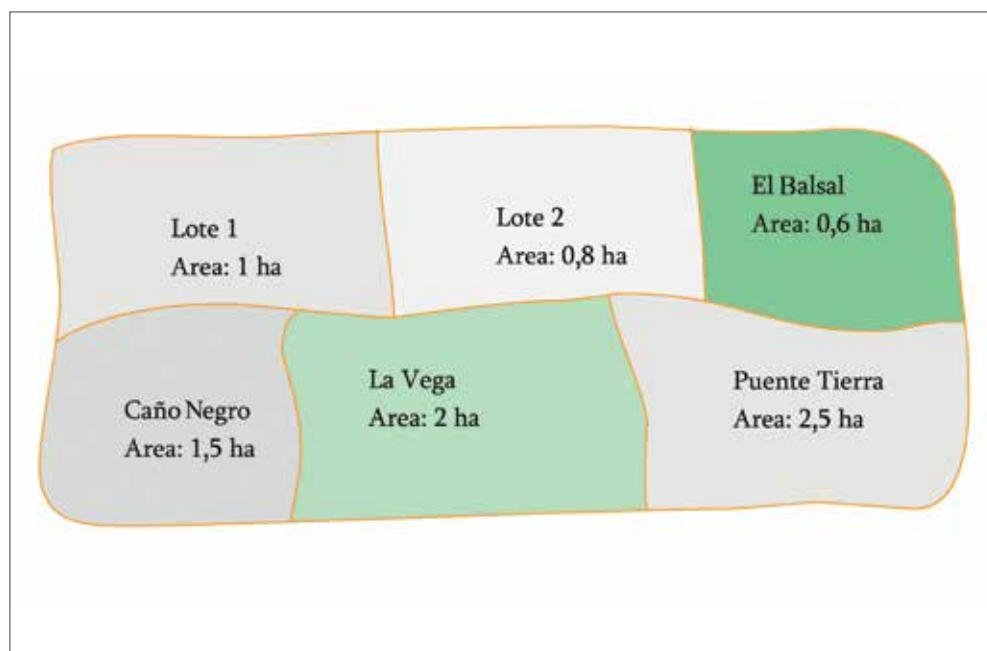 Lote 1
Area: 1 ha
Lote 2
Area: 0,8 ha
El Balsal
Area: 0,6 ha
Caño Negro
Area: 1,5 ha
La Vega
Area: 2 ha
Puente Tierra
Area: 2,5 ha